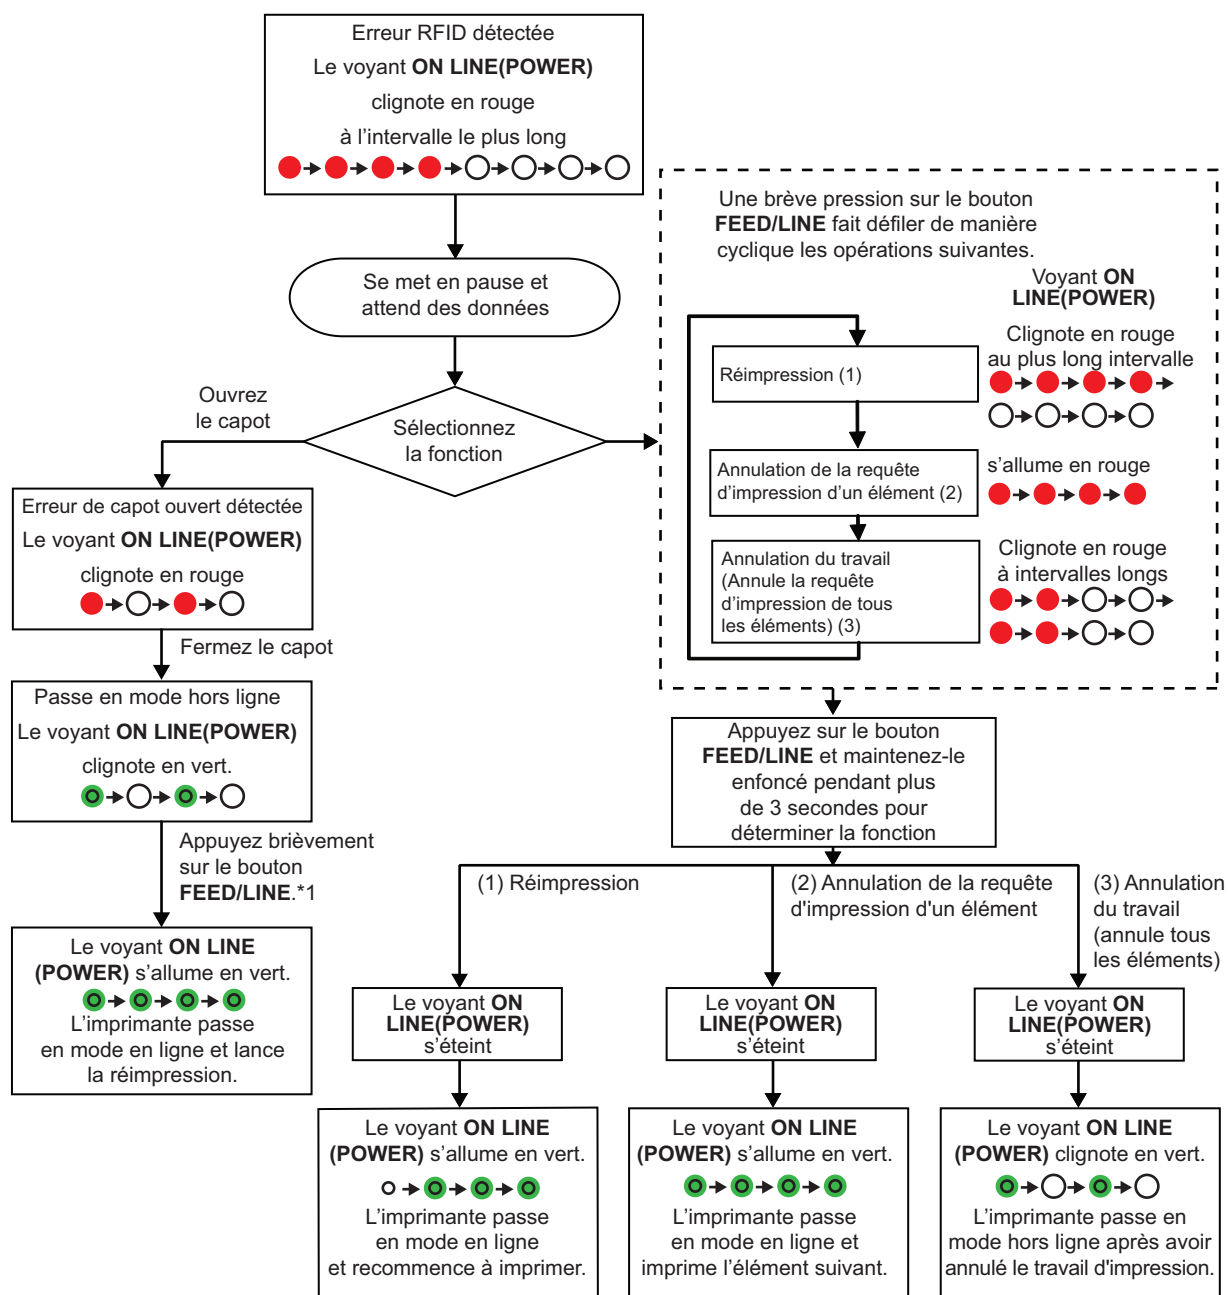 Erreur RFID détectée
Le voyant ON LINE(POWER)
clignote en rouge
à l'intervalle le plus long
Se met en pause et
attend des données
Sélectionnez
la fonction
Ouvrez
le capot
Erreur de capot ouvert détectée
Le voyant ON LINE(POWER)
clignote en rouge
Fermez le capot
Passe en mode hors ligne
Le voyant ON LINE(POWER)
clignote en vert.
Appuyez brièvement
sur le bouton
FEED/LINE.*1
Le voyant ON LINE
(POWER) s'allume en vert.
L'imprimante passe
en mode en ligne et lance
la réimpression.
Une brève pression sur le bouton
FEED/LINE fait défiler de manière
cyclique les opérations suivantes.
Voyant ON
LINE(POWER)
Réimpression (1)
Clignote en rouge
au plus long intervalle
Annulation de la requête
d'impression d'un élément (2)
s'allume en rouge
Annulation du travail
(Annule la requête
d'impression de tous
les éléments) (3)
Clignote en rouge
à intervalles longs
Appuyez sur le bouton
FEED/LINE et maintenez-le
enfoncé pendant plus
de 3 secondes pour
déterminer la fonction
(1) Réimpression
(2) Annulation de la requête
d'impression d'un élément
(3) Annulation
du travail
(annule tous
les éléments)
Le voyant ON
LINE(POWER)
s'éteint
Le voyant ON
LINE(POWER)
s'éteint
Le voyant ON
LINE(POWER)
s'éteint
Le voyant ON LINE
(POWER) s'allume en vert.
L'imprimante passe
en mode en ligne
et recommence à imprimer.
Le voyant ON LINE
(POWER) s'allume en vert.
L'imprimante passe
en mode en ligne et
imprime l'élément suivant.
Le voyant ON LINE
(POWER) clignote en vert.
L'imprimante passe en
mode hors ligne après avoir
annulé le travail d'impression.